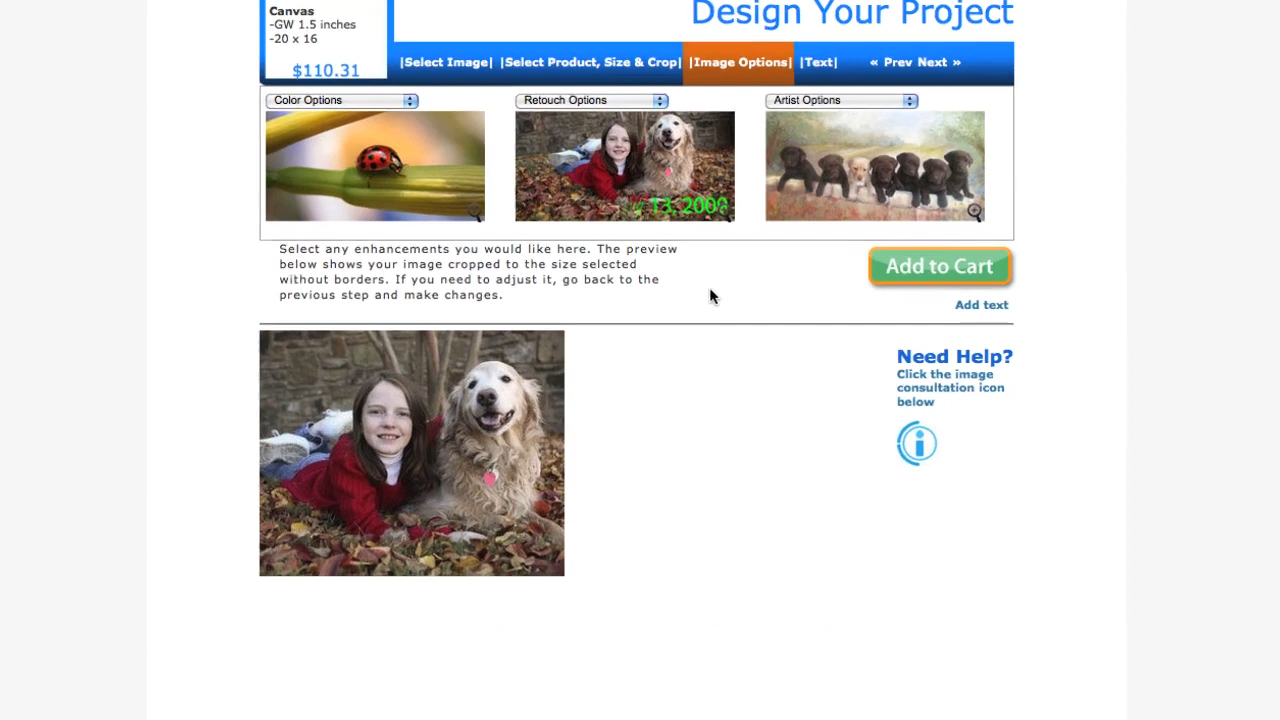 Canvas
-GW 1.5 inches
-20 x 16
$110.31
Design Your Project
|Select Image| |Select Product, Size & Crop| |Image Options| |Text| « Prev Next »
Color Options
Retouch Options
Artist Options
13, 200
Select any enhancements you would like here. The preview
below shows your image cropped to the size selected
without borders. If you need to adjust it, go back to the
previous step and make changes.
Add to Cart
Add text
Need Help?
Click the image
consultation icon
below
i